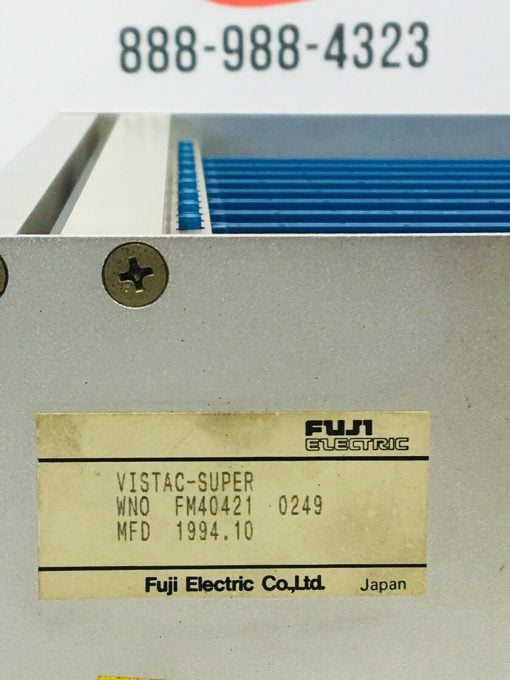 888-988-4323
FUJI
ELECTRIC
VISTAC-SUPER
WNO FM40421 0249
MFD 1994.10
Fuji Electric Co.,Ltd. Japan